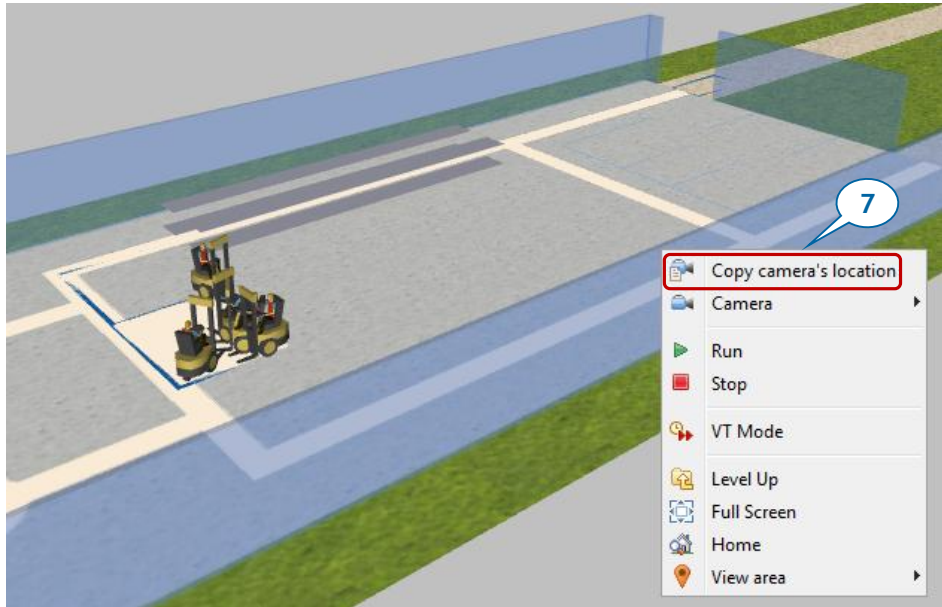 7
Copy camera's location
Camera
Run
Stop
VT Mode
Level Up
Full Screen
Home
View area